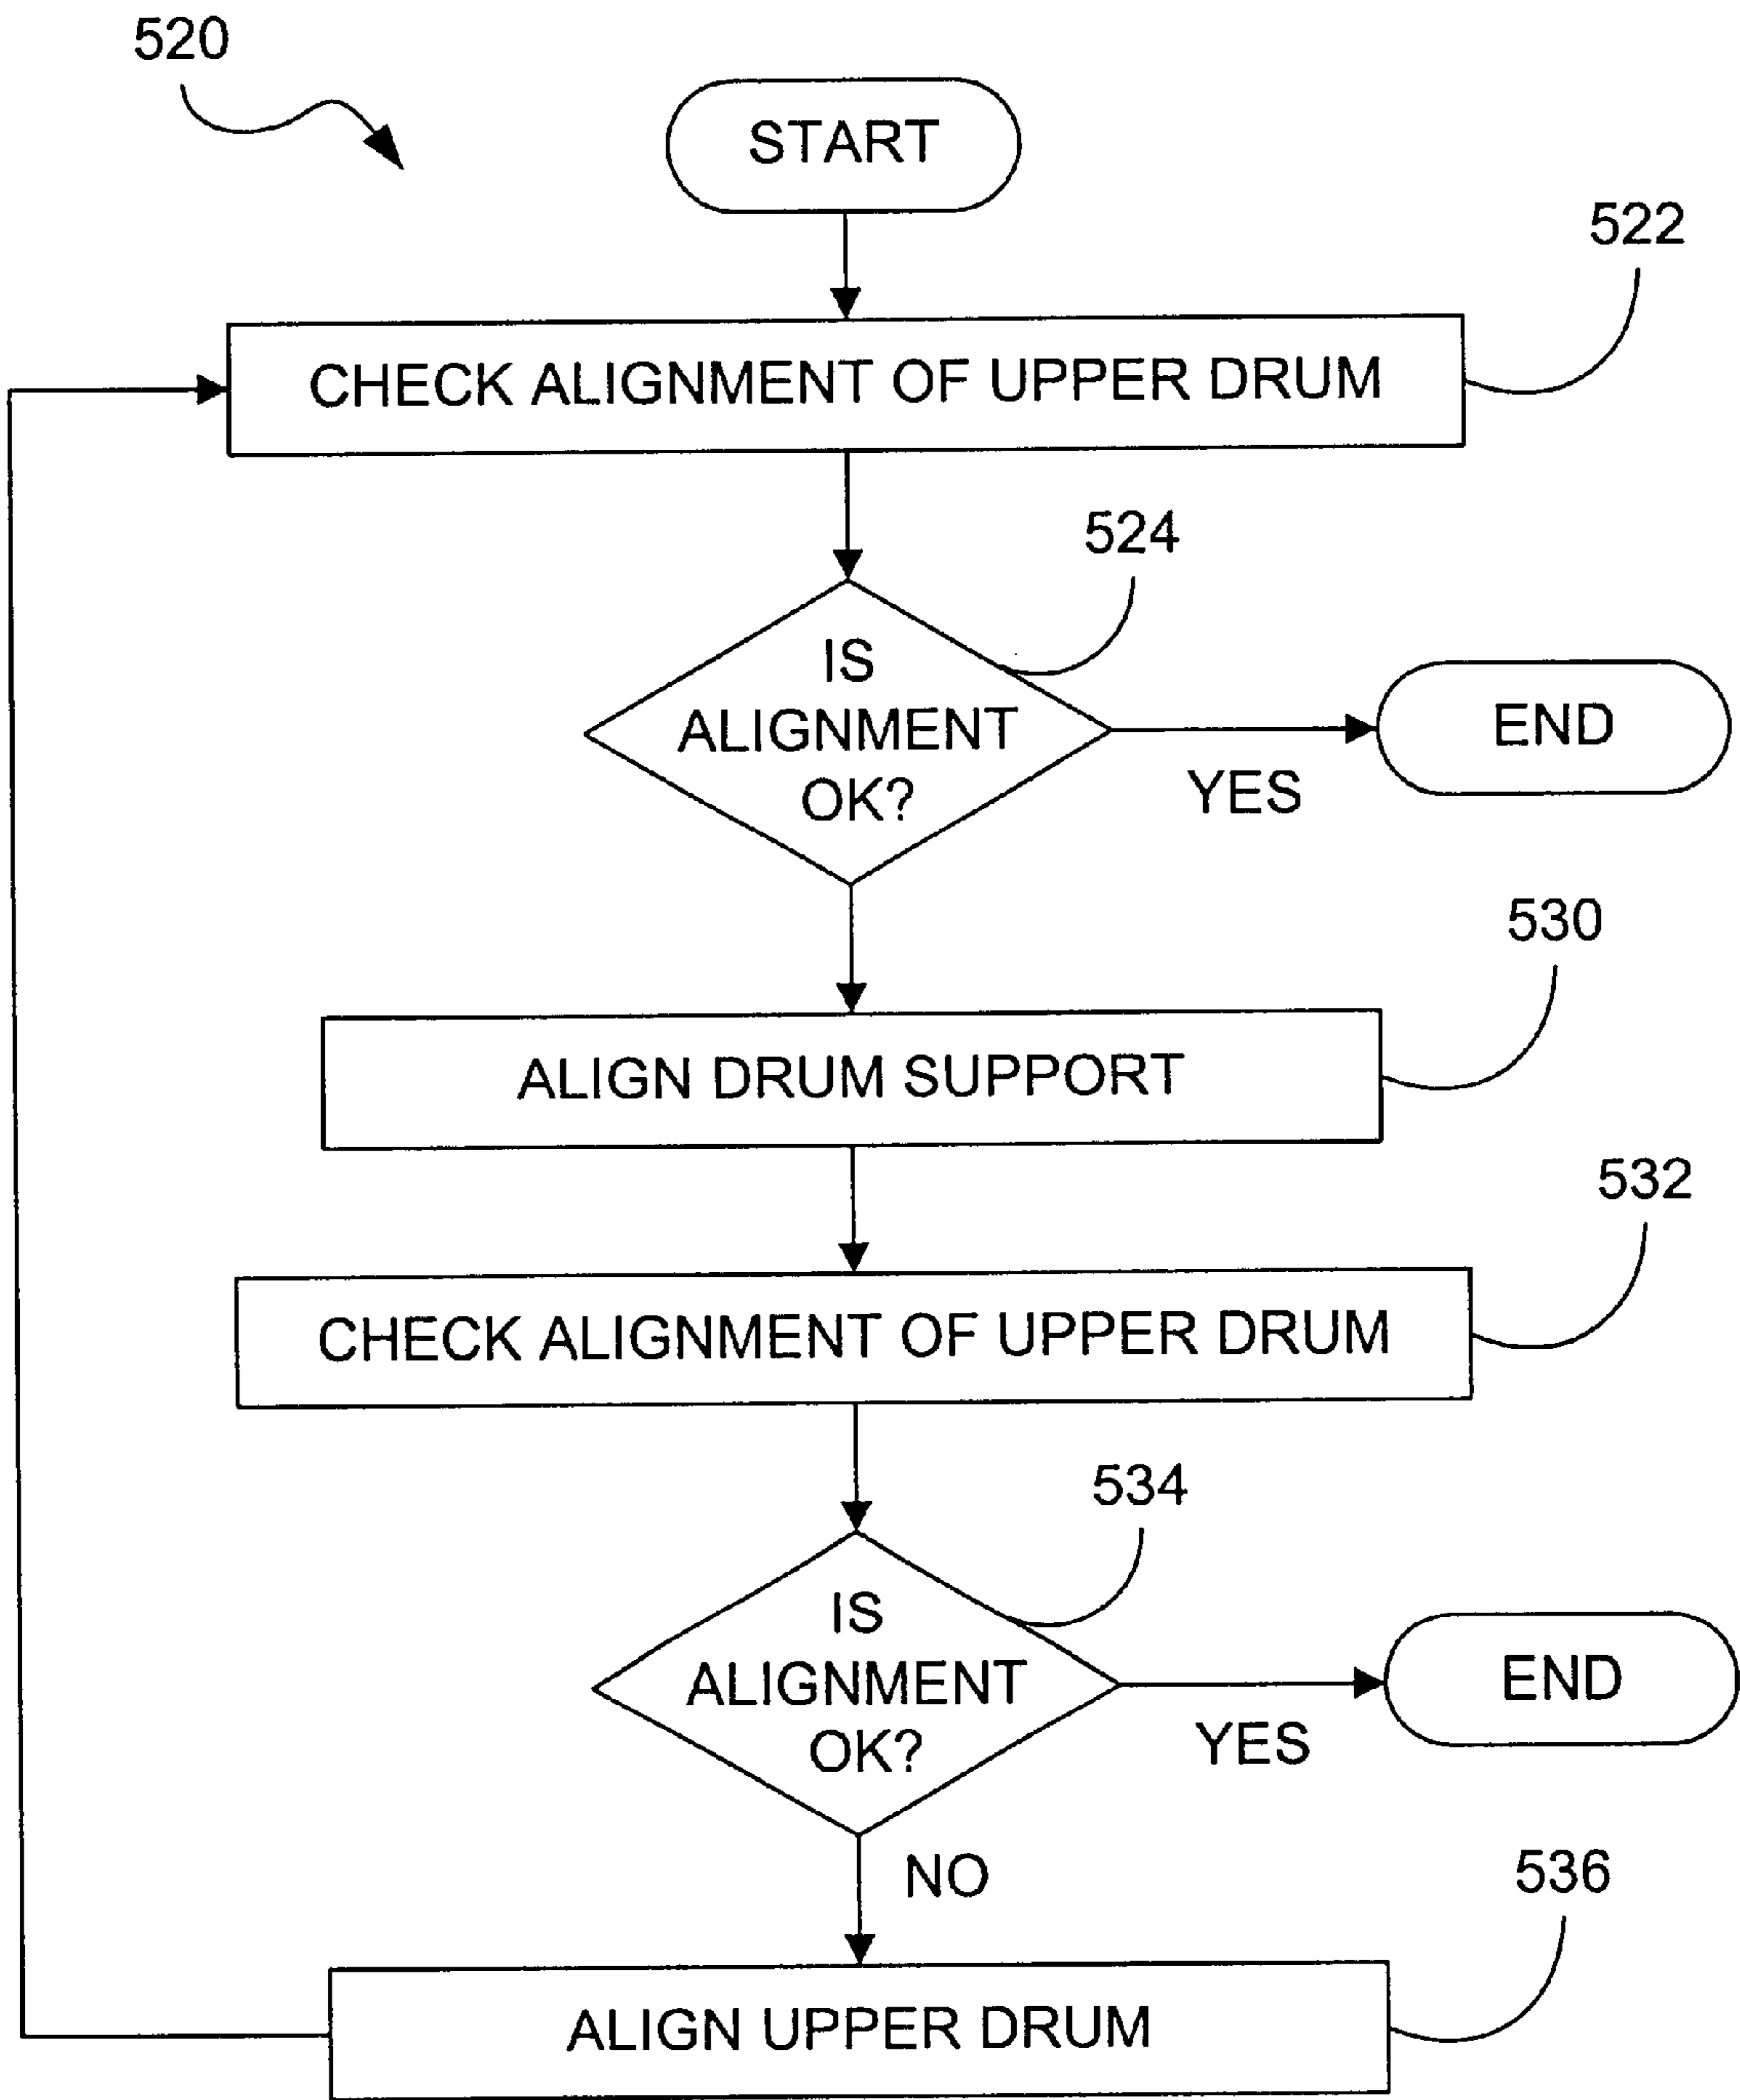 520
START
522
CHECK ALIGNMENT OF UPPER DRUM
524
IS
ALIGNMENT
OK?
YES
END
530
ALIGN DRUM SUPPORT
532
CHECK ALIGNMENT OF UPPER DRUM
534
IS
ALIGNMENT
OK?
YES
END
NO
536
ALIGN UPPER DRUM